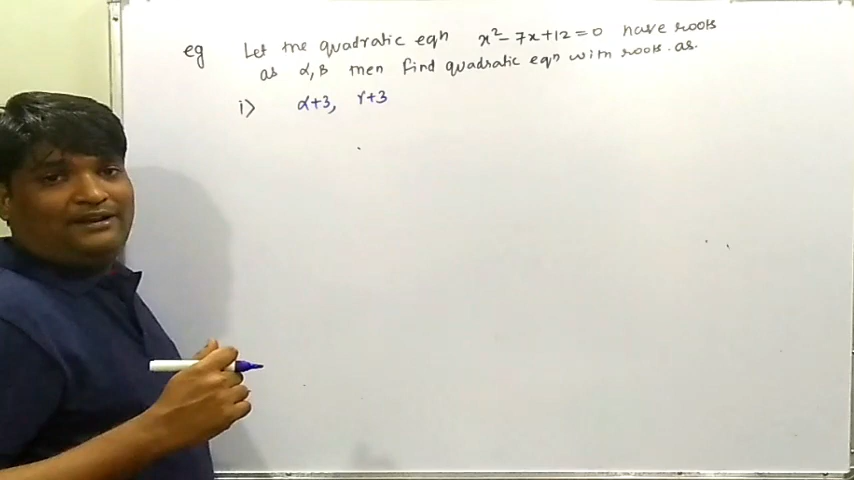 eg Let the quadratic eqn x² - 7x + 12 = 0 have roots
as α, β then find quadratic eqn with roots. as.
i> α+3, r+3